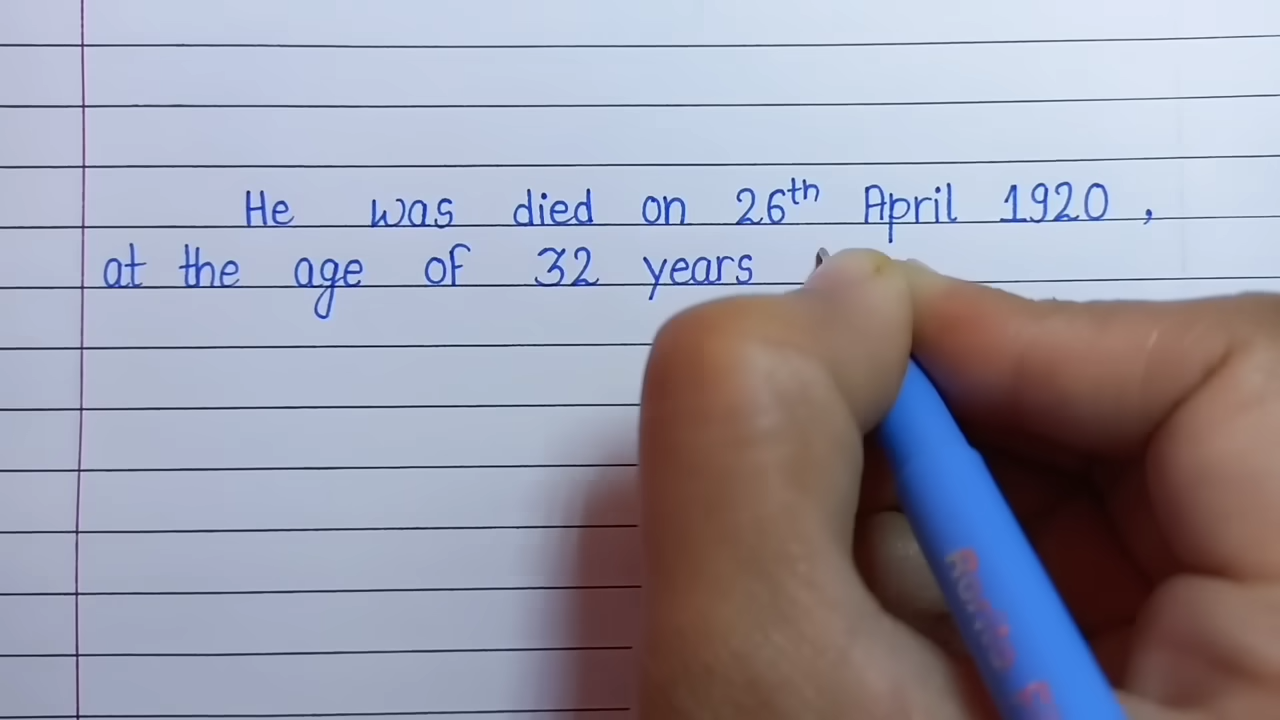 He was died on 26th April 1920,
at the age of 32 years